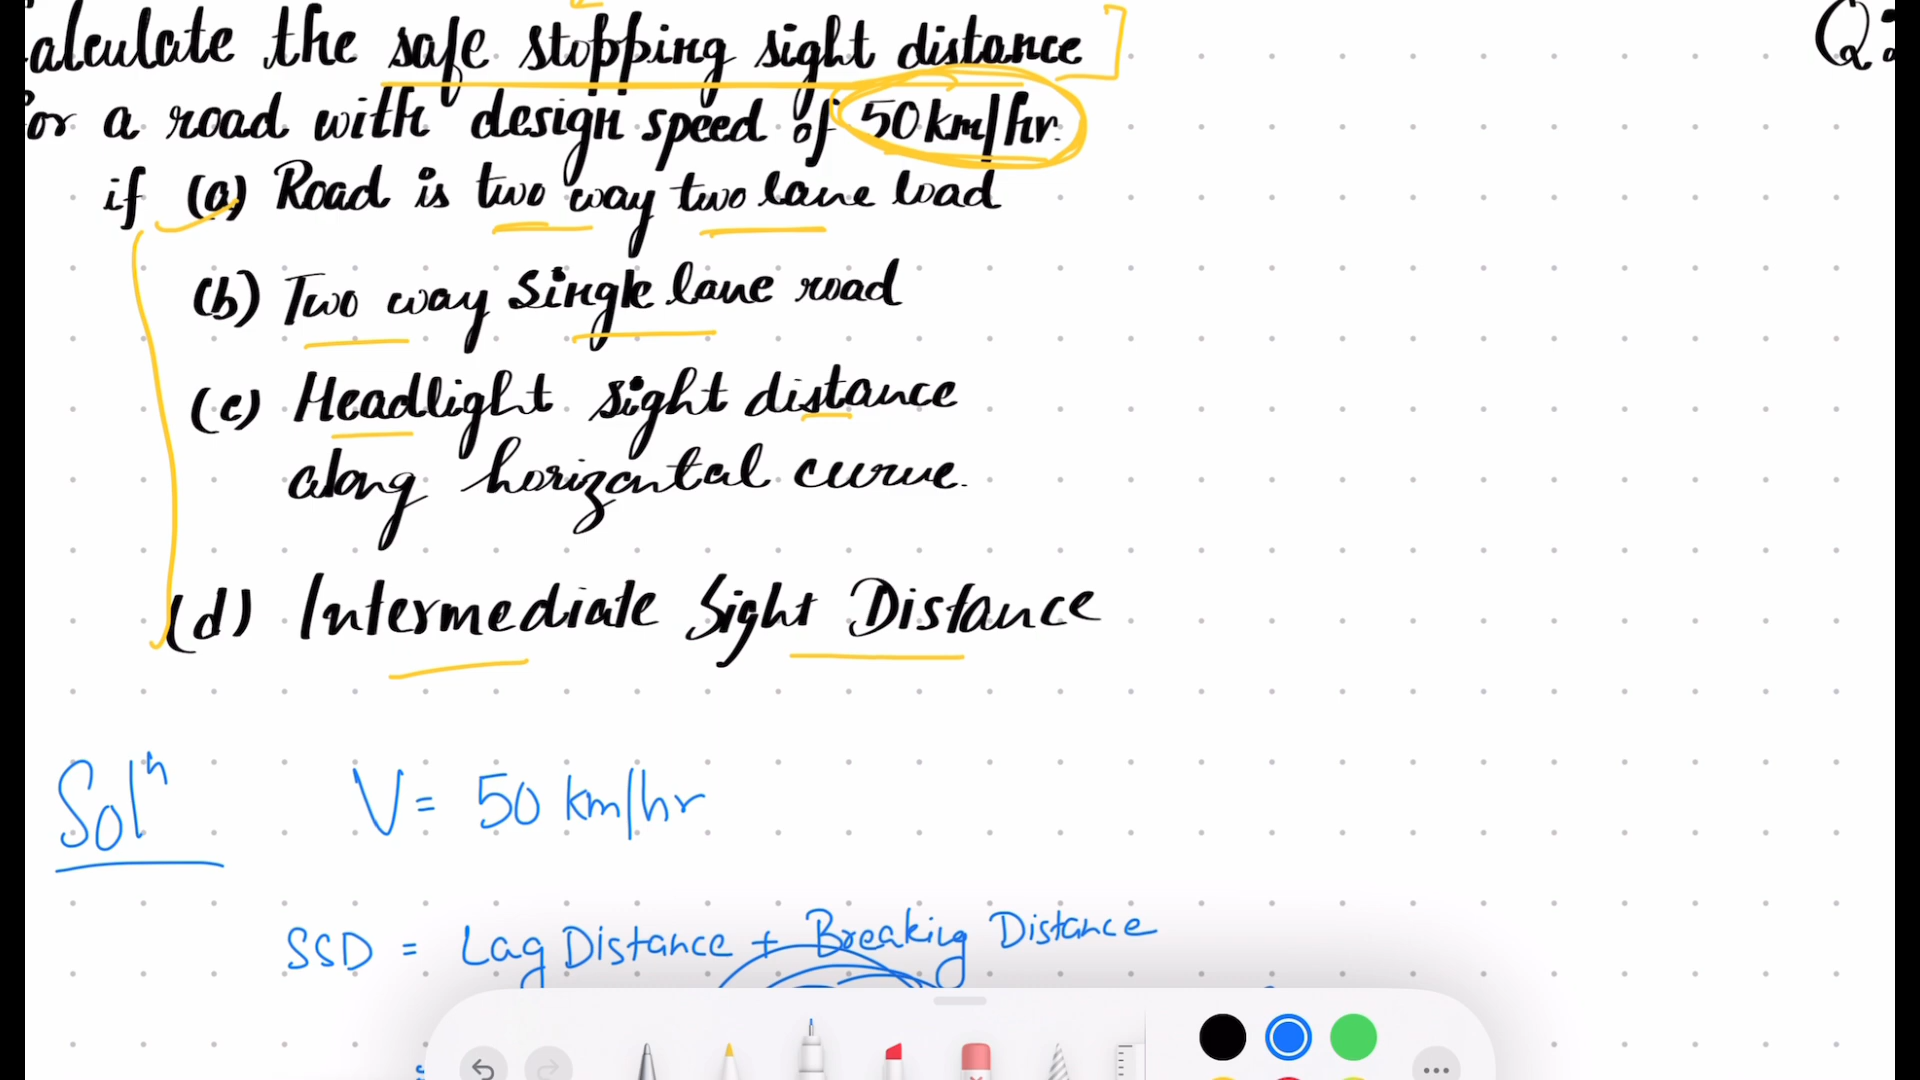 alculate the safe stopping sight distance
or a road with design speed of 50 km/hr.
if (a) Road is two way two lane load
(b) Two way single lane road
(c) Headlight sight distance
along horizontal curve.
(d) Intermediate Sight Distance
Solⁿ V = 50 km/hr
SSD = Lag Distance + Breaking Distance
Q: